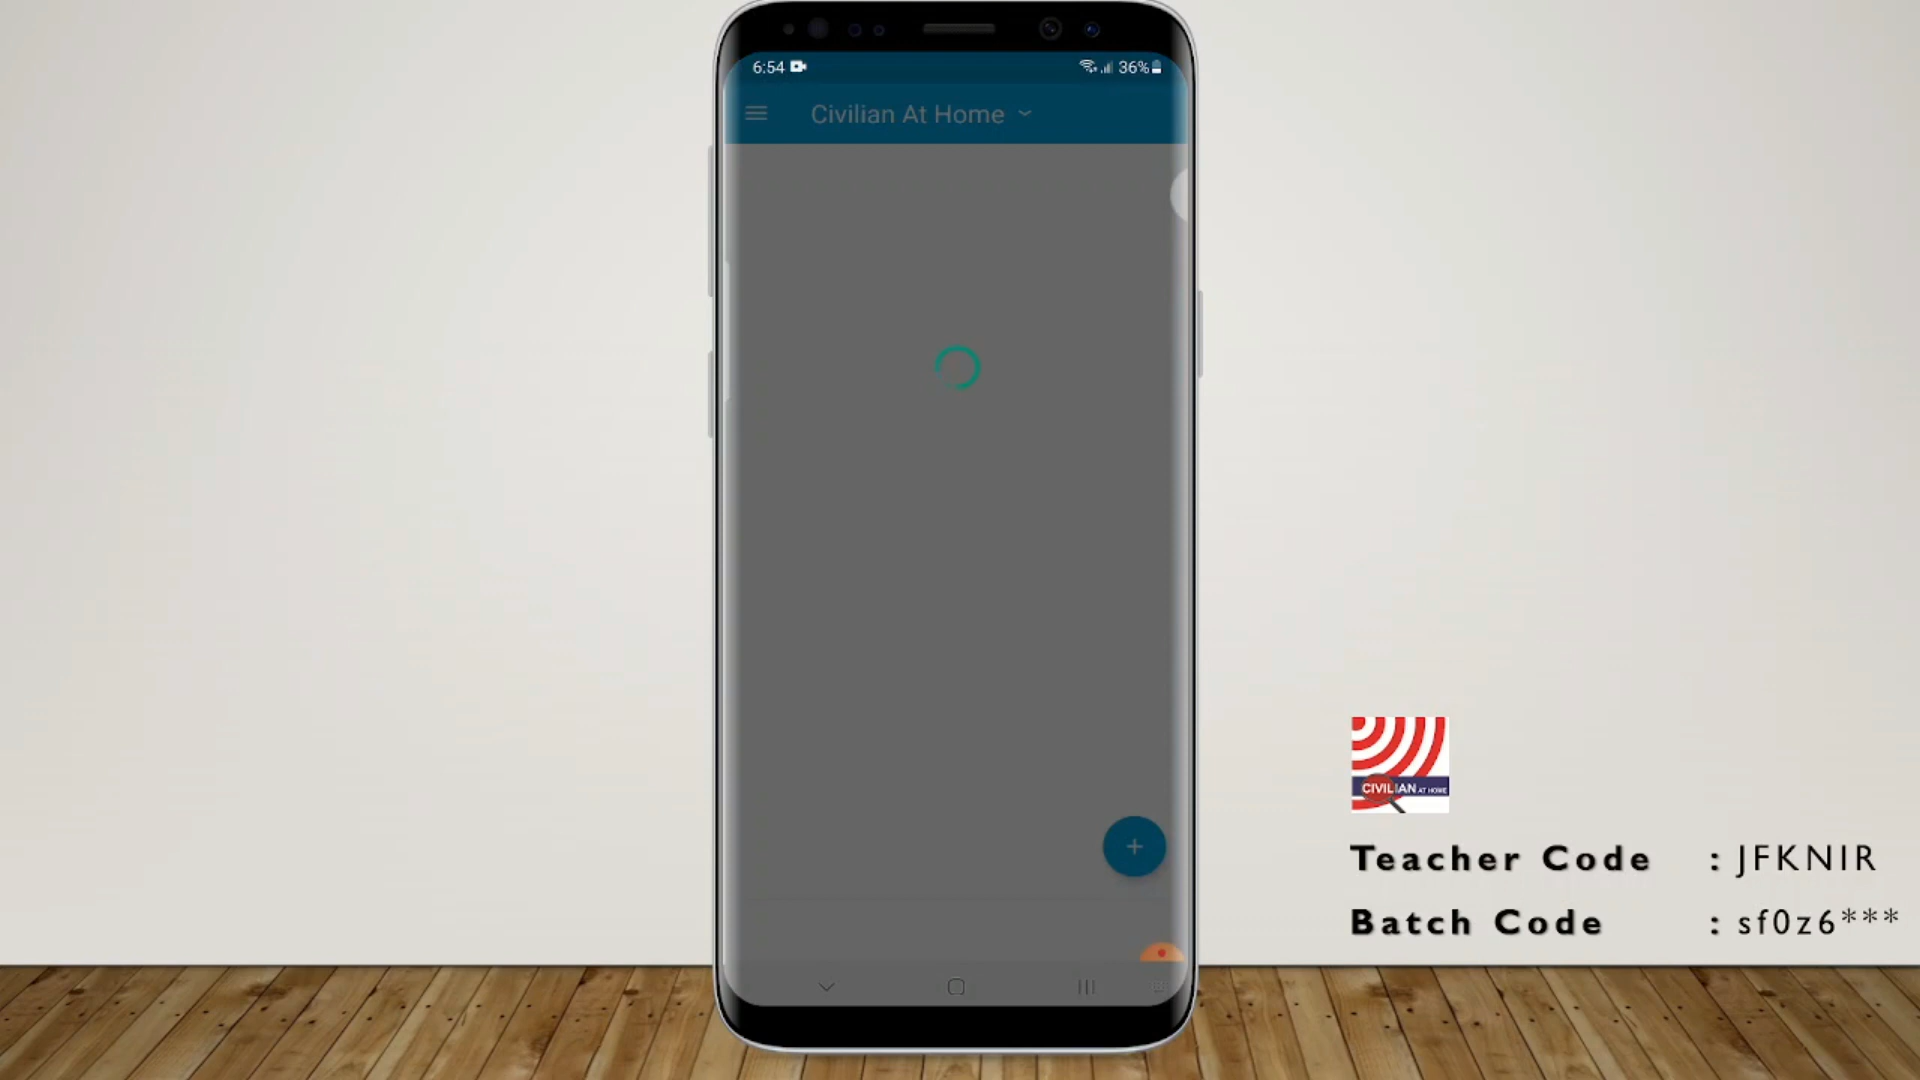 6:54
36%
Civilian At Home
+
CIVILIAN AT HOME
Teacher Code : JFKNIR
Batch Code : sf0z6***